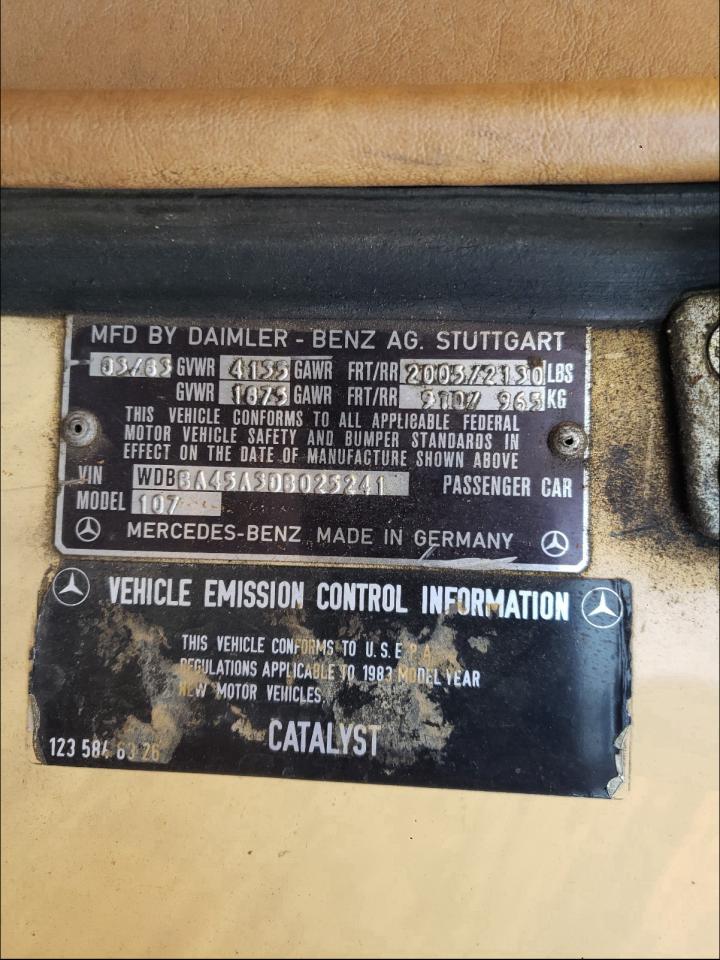 MFD BY DAIMLER - BENZ AG. STUTTGART
03/83 GVWR 4135 GAWR FRT/RR 2005/2130 LBS
GVWR 1875 GAWR FRT/RR 910/ 965 KG
THIS VEHICLE CONFORMS TO ALL APPLICABLE FEDERAL
MOTOR VEHICLE SAFETY AND BUMPER STANDARDS IN
EFFECT ON THE DATE OF MANUFACTURE SHOWN ABOVE
VIN WDBBA45A5DB025241 PASSENGER CAR
MODEL 107
MERCEDES-BENZ MADE IN GERMANY
VEHICLE EMISSION CONTROL INFORMATION
THIS VEHICLE CONFORMS TO U.S. E.P.A.
REGULATIONS APPLICABLE TO 1983 MODEL YEAR
NEW MOTOR VEHICLES.
CATALYST
123 584 63 26